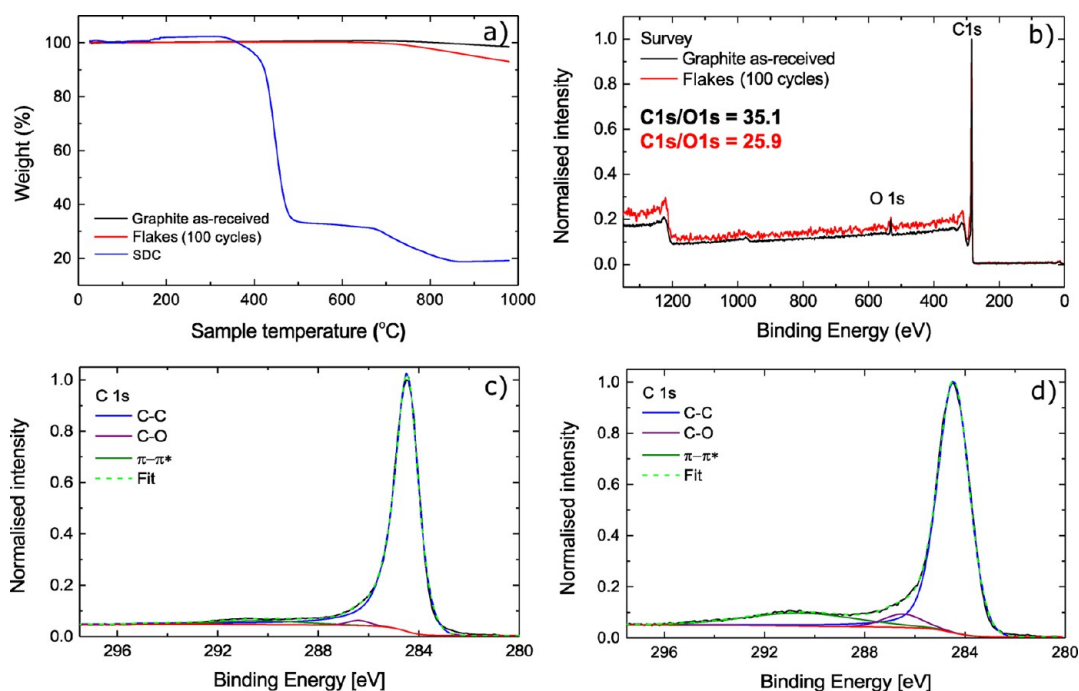 a)
100
80
60
40
20
Weight (%)
Graphite as-received
Flakes (100 cycles)
SDC
0 200 400 600 800 1000
Sample temperature (°C)
b)
C1s
Survey
Graphite as-received
Flakes (100 cycles)
C1s/O1s = 35.1
C1s/O1s = 25.9
O 1s
1.0
0.8
0.6
0.4
0.2
0.0
Normalised intensity
1200 1000 800 600 400 200 0
Binding Energy (eV)
c)
C 1s
C-C
C-O
π–π*
Fit
1.0
0.8
0.6
0.4
0.2
0.0
Normalised intensity
296 292 288 284 280
Binding Energy [eV]
d)
C 1s
C-C
C-O
π–π*
Fit
1.0
0.8
0.6
0.4
0.2
0.0
Normalised intensity
296 292 288 284 280
Binding Energy [eV]